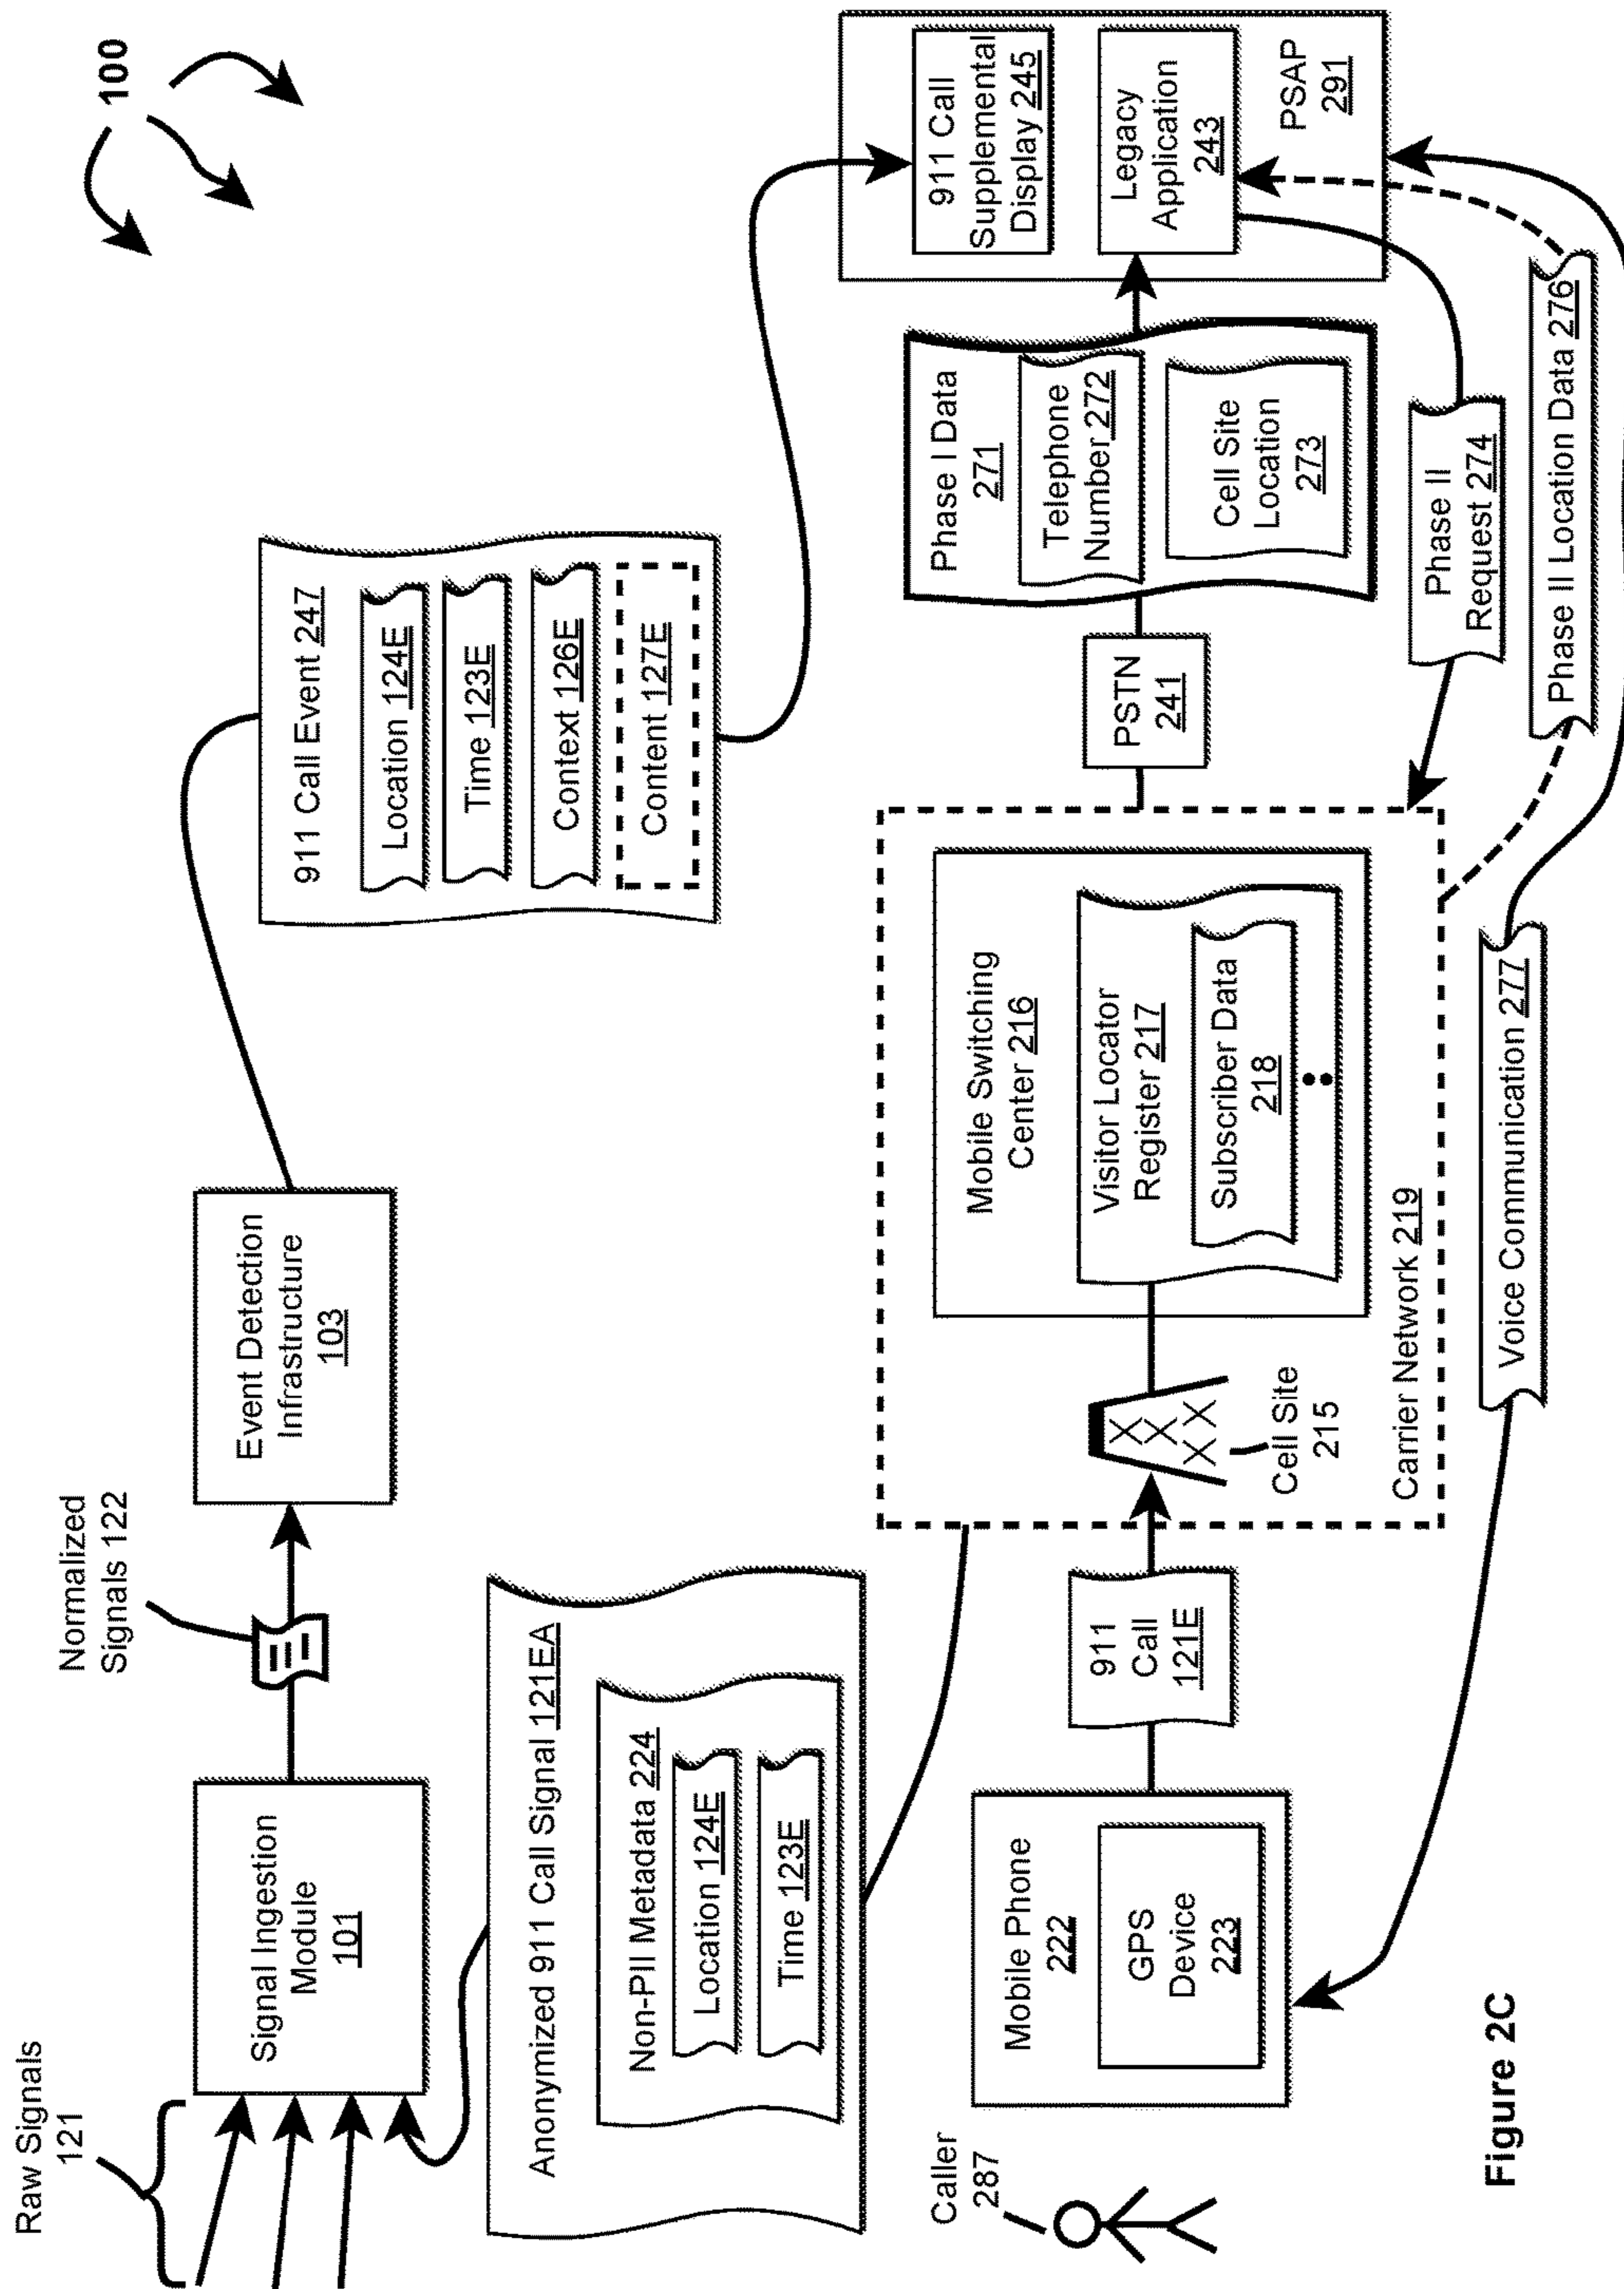 100
Raw Signals
121
Signal Ingestion
Module
101
Normalized
Signals 122
Event Detection
Infrastructure
103
911 Call Event 247
Location 124E
Time 123E
Context 126E
Content 127E
Anonymized 911 Call Signal 121EA
Non-PII Metadata 224
Location 124E
Time 123E
911 Call
Supplemental
Display 245
Legacy
Application
243
PSAP
291
Phase I Data
271
Telephone
Number 272
Cell Site
Location
273
PSTN
241
Mobile Switching
Center 216
Visitor Locator
Register 217
Subscriber Data
218
Cell Site
215
Carrier Network 219
911
Call
121E
Caller
287
Mobile Phone
222
GPS
Device
223
Phase II
Request 274
Phase II Location Data 276
Voice Communication 277
Figure 2C